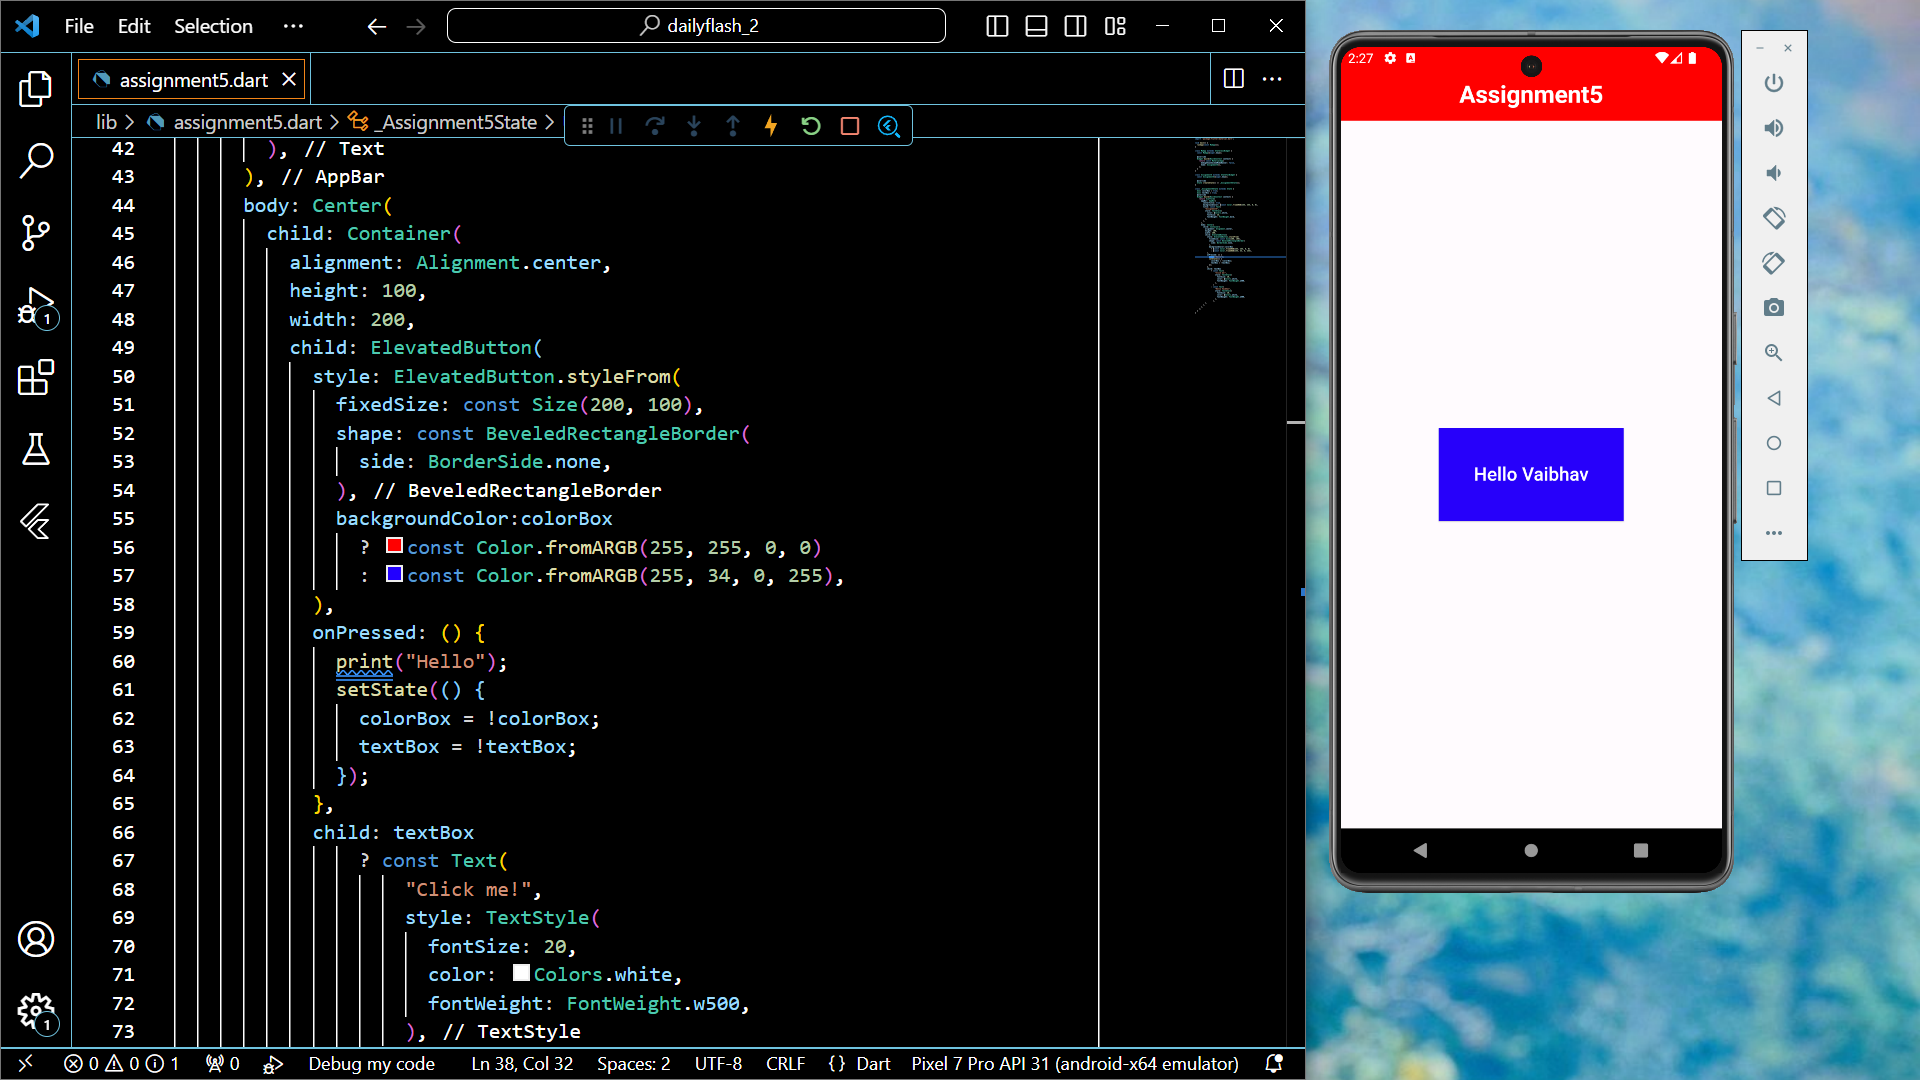 File Edit Selection ··· dailyflash_2
assignment5.dart
lib > assignment5.dart > _Assignment5State >
42 ), // Text
43 ), // AppBar
44 body: Center(
45 child: Container(
46 alignment: Alignment.center,
47 height: 100,
48 width: 200,
49 child: ElevatedButton(
50 style: ElevatedButton.styleFrom(
51 fixedSize: const Size(200, 100),
52 shape: const BeveledRectangleBorder(
53 side: BorderSide.none,
54 ), // BeveledRectangleBorder
55 backgroundColor:colorBox
56 ? const Color.fromARGB(255, 255, 0, 0)
57 : const Color.fromARGB(255, 34, 0, 255),
58 ),
59 onPressed: () {
60 print("Hello");
61 setState(() {
62 colorBox = !colorBox;
63 textBox = !textBox;
64 });
65 },
66 child: textBox
67 ? const Text(
68 "Click me!",
69 style: TextStyle(
70 fontSize: 20,
71 color: Colors.white,
72 fontWeight: FontWeight.w500,
73 ), // TextStyle
1
1
0 0 1 0 Debug my code Ln 38, Col 32 Spaces: 2 UTF-8 CRLF {} Dart Pixel 7 Pro API 31 (android-x64 emulator)
2:27
Assignment5
Hello Vaibhav